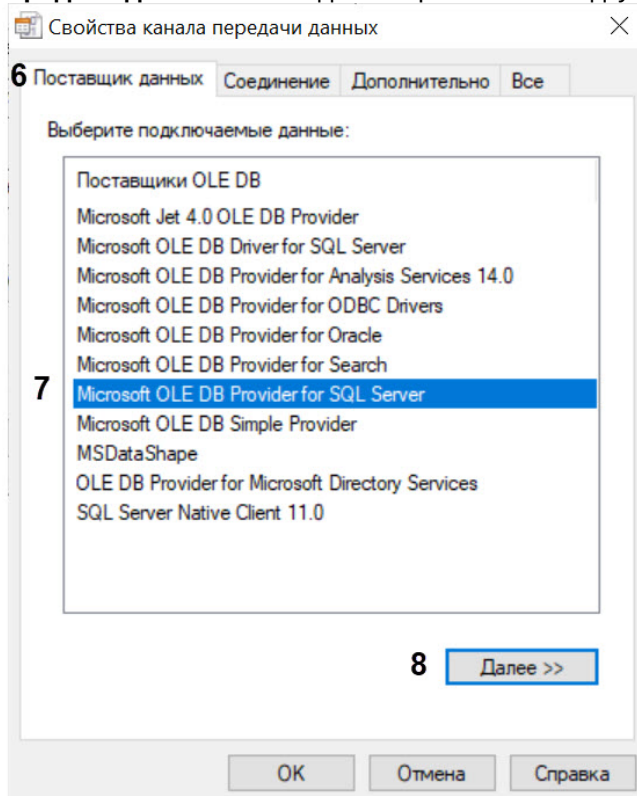 Свойства канала передачи данных
6 Поставщик данных Соединение Дополнительно Все
Выберите подключаемые данные:
Поставщики OLE DB
Microsoft Jet 4.0 OLE DB Provider
Microsoft OLE DB Driver for SQL Server
Microsoft OLE DB Provider for Analysis Services 14.0
Microsoft OLE DB Provider for ODBC Drivers
Microsoft OLE DB Provider for Oracle
Microsoft OLE DB Provider for Search
7 Microsoft OLE DB Provider for SQL Server
Microsoft OLE DB Simple Provider
MSDataShape
OLE DB Provider for Microsoft Directory Services
SQL Server Native Client 11.0
8 Далее >>
ОК Отмена Справка